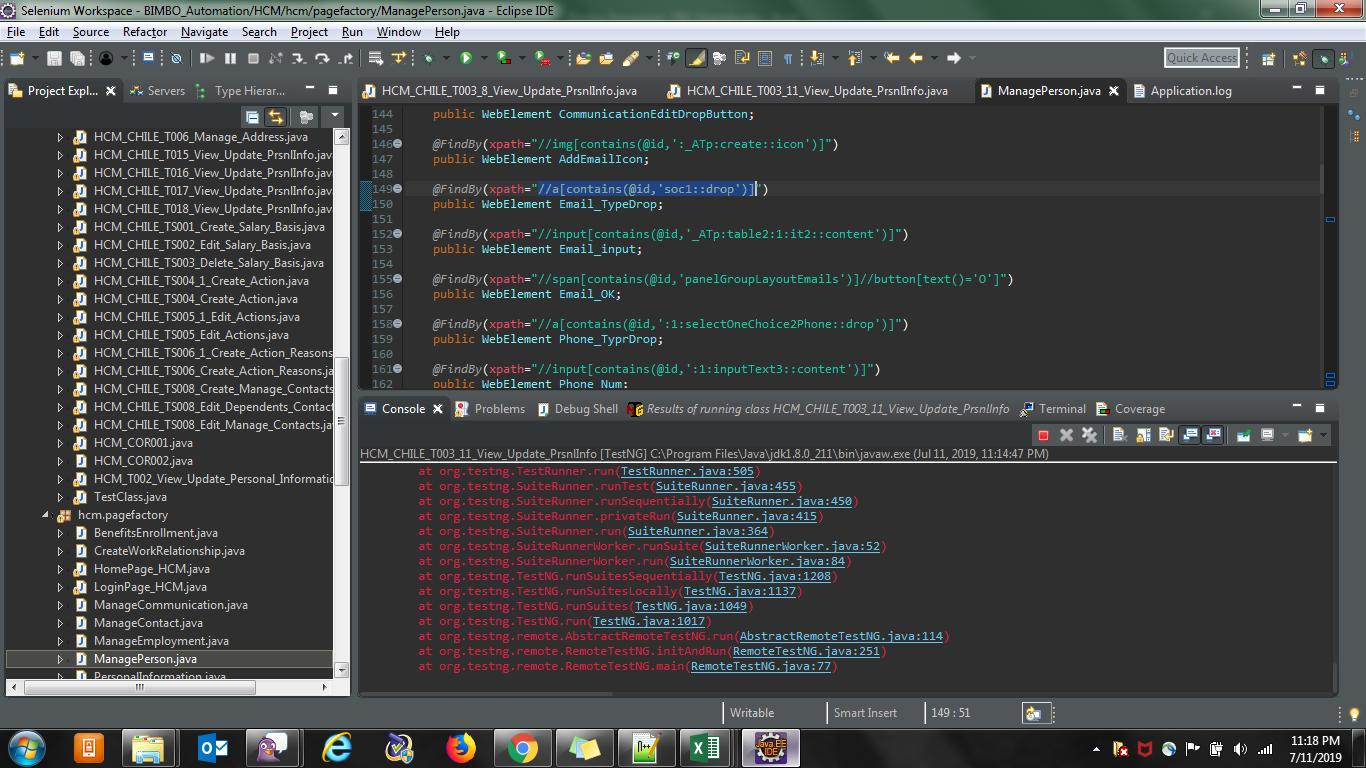 Selenium Workspace - BIMBO_Automation/HCM/hcm/pagefactory/ManagePerson.java - Eclipse IDE
File Edit Source Refactor Navigate Search Project Run Window Help
Quick Access
Project Expl... Servers Type Hierar...
HCM_CHILE_T006_Manage_Address.java
HCM_CHILE_T015_View_Update_PrsnlInfo.java
HCM_CHILE_T016_View_Update_PrsnlInfo.java
HCM_CHILE_T017_View_Update_PrsnlInfo.java
HCM_CHILE_T018_View_Update_PrsnlInfo.java
HCM_CHILE_TS001_Create_Salary_Basis.java
HCM_CHILE_TS002_Edit_Salary_Basis.java
HCM_CHILE_TS003_Delete_Salary_Basis.java
HCM_CHILE_TS004_1_Create_Action.java
HCM_CHILE_TS004_Create_Action.java
HCM_CHILE_TS005_1_Edit_Actions.java
HCM_CHILE_TS005_Edit_Actions.java
HCM_CHILE_TS006_1_Create_Action_Reasons
HCM_CHILE_TS006_Create_Action_Reasons.ja
HCM_CHILE_TS008_Create_Manage_Contacts
HCM_CHILE_TS008_Edit_Dependents_Contact
HCM_CHILE_TS008_Edit_Manage_Contacts.jav
HCM_COR001.java
HCM_COR002.java
HCM_T002_View_Update_Personal_Informatio
TestClass.java
hcm.pagefactory
BenefitsEnrollment.java
CreateWorkRelationship.java
HomePage_HCM.java
LoginPage_HCM.java
ManageCommunication.java
ManageContact.java
ManageEmployment.java
ManagePerson.java
PersonalInformation.java
HCM_CHILE_T003_8_View_Update_PrsnlInfo.java HCM_CHILE_T003_11_View_Update_PrsnlInfo.java ManagePerson.java Application.log
144 public WebElement CommunicationEditDropButton;
145
146 @FindBy(xpath="//img[contains(@id,':_ATp:create::icon')]")
147 public WebElement AddEmailIcon;
148
149 @FindBy(xpath="//a[contains(@id,'soc1::drop')]")
150 public WebElement Email_TypeDrop;
151
152 @FindBy(xpath="//input[contains(@id,'_ATp:table2:1:it2::content')]")
153 public WebElement Email_input;
154
155 @FindBy(xpath="//span[contains(@id,'panelGroupLayoutEmails')]//button[text()='O']")
156 public WebElement Email_OK;
157
158 @FindBy(xpath="//a[contains(@id,':1:selectOneChoice2Phone::drop')]")
159 public WebElement Phone_TyprDrop;
160
161 @FindBy(xpath="//input[contains(@id,':1:inputText3::content')]")
162 public WebElement Phone_Num;
Console Problems Debug Shell Results of running class HCM_CHILE_T003_11_View_Update_PrsnlInfo Terminal Coverage
HCM_CHILE_T003_11_View_Update_PrsnlInfo [TestNG] C:\Program Files\Java\jdk1.8.0_211\bin\javaw.exe (Jul 11, 2019, 11:14:47 PM)
at org.testng.TestRunner.run(TestRunner.java:505)
at org.testng.SuiteRunner.runTest(SuiteRunner.java:455)
at org.testng.SuiteRunner.runSequentially(SuiteRunner.java:450)
at org.testng.SuiteRunner.privateRun(SuiteRunner.java:415)
at org.testng.SuiteRunner.run(SuiteRunner.java:364)
at org.testng.SuiteRunnerWorker.runSuite(SuiteRunnerWorker.java:52)
at org.testng.SuiteRunnerWorker.run(SuiteRunnerWorker.java:84)
at org.testng.TestNG.runSuitesSequentially(TestNG.java:1208)
at org.testng.TestNG.runSuitesLocally(TestNG.java:1137)
at org.testng.TestNG.runSuites(TestNG.java:1049)
at org.testng.TestNG.run(TestNG.java:1017)
at org.testng.remote.AbstractRemoteTestNG.run(AbstractRemoteTestNG.java:114)
at org.testng.remote.RemoteTestNG.initAndRun(RemoteTestNG.java:251)
at org.testng.remote.RemoteTestNG.main(RemoteTestNG.java:77)
Writable Smart Insert 149 : 51
Java EE
IDE
11:18 PM
7/11/2019